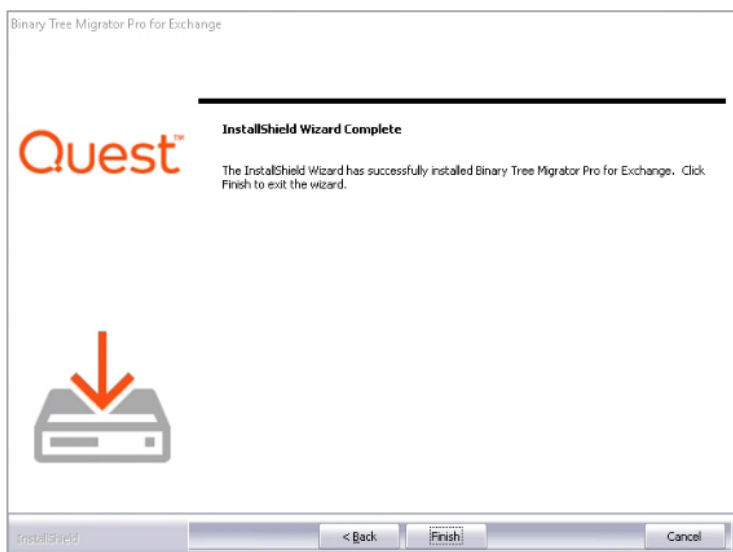 Binary Tree Migrator Pro for Exchange
Quest™
InstallShield Wizard Complete
The InstallShield Wizard has successfully installed Binary Tree Migrator Pro for Exchange. Click
Finish to exit the wizard.
InstallShield
< Back
Finish
Cancel